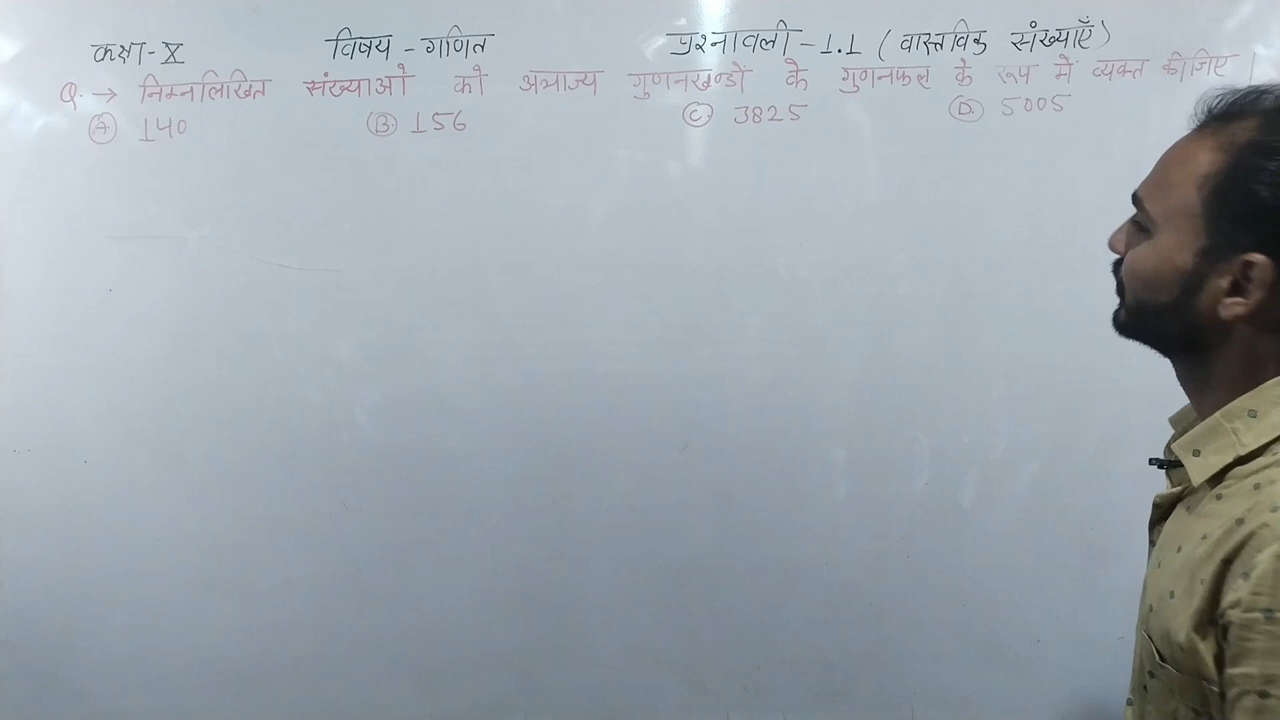 कक्षा-X विषय - गणित प्रश्नावली - 1.1 (वास्तविक संख्याएँ)
Q. → निम्नलिखित संख्याओं को अभाज्य गुणनखण्डों के गुणनफल के रूप में व्यक्त कीजिए।
(A.) 140 (B) 156 (C) 3825 (D.) 5005